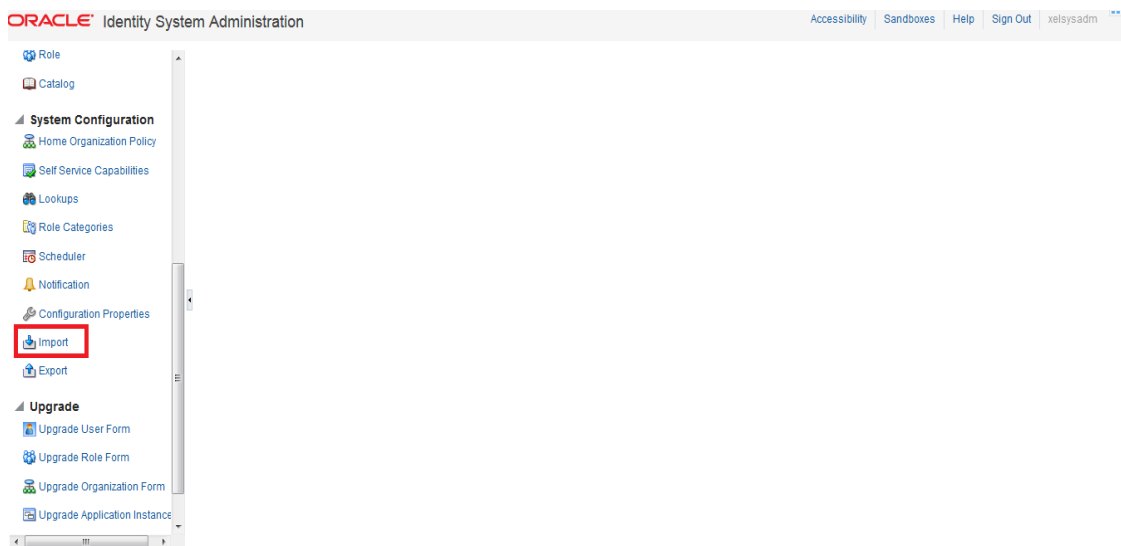 ORACLE® Identity System Administration
Accessibility Sandboxes Help Sign Out xelsysadm
Role
Catalog
System Configuration
Home Organization Policy
Self Service Capabilities
Lookups
Role Categories
Scheduler
Notification
Configuration Properties
Import
Export
Upgrade
Upgrade User Form
Upgrade Role Form
Upgrade Organization Form
Upgrade Application Instance